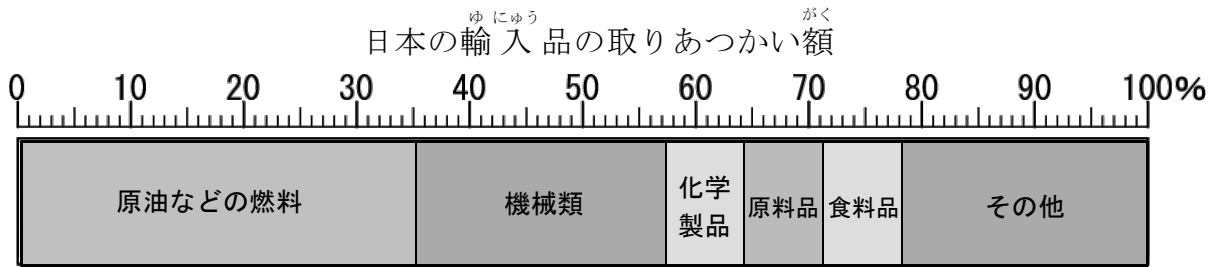 日本の輸入品の取りあつかい額
ゆにゅう
がく
0 10 20 30 40 50 60 70 80 90 100%
原油などの燃料 機械類 化学製品 原料品 食料品 その他